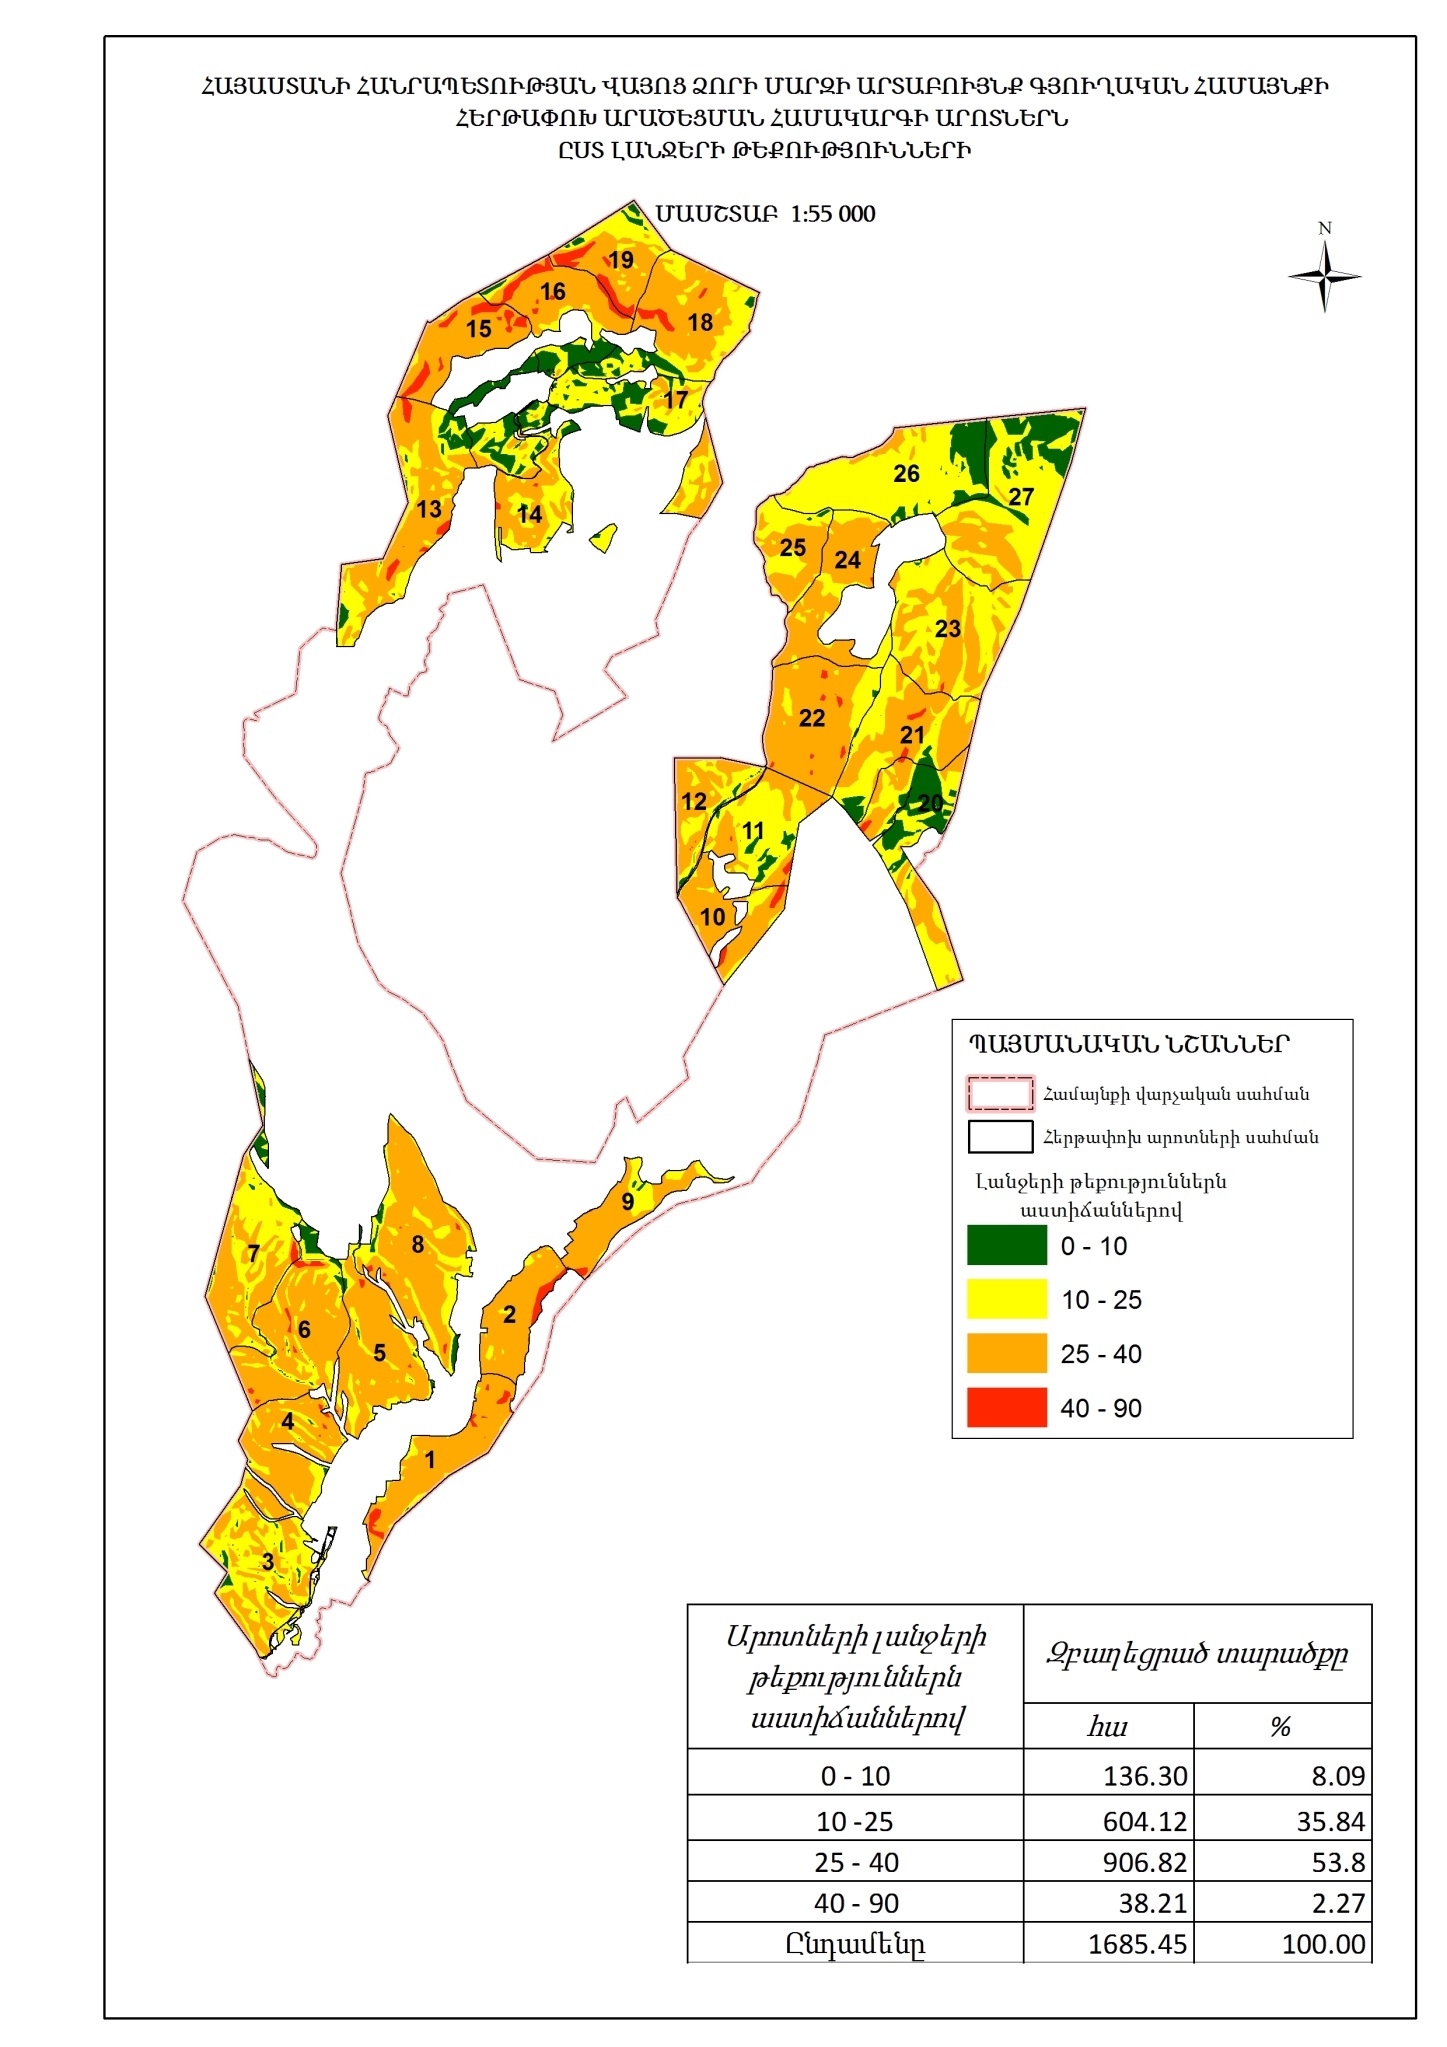 ՀԱՅԱՍՏԱՆԻ ՀԱՆՐԱՊԵՏՈՒԹՅԱՆ ՎԱՅՈՑ ՁՈՐԻ ՄԱՐԶԻ ԱՐՏԱԲՈՒՅՆՔ ԳՅՈՒՂԱԿԱՆ ՀԱՄԱՅՆՔԻ
ՀԵՐԹԱՓՈԽ ԱՐԱԾԵՑՄԱՆ ՀԱՄԱԿԱՐԳԻ ԱՐՈՏՆԵՐՆ
ԸՍՏ ԼԱՆՋԵՐԻ ԹԵՔՈՒԹՅՈՒՆՆԵՐԻ
ՄԱՍՇՏԱԲ 1:55 000
N
19
16
15
18
17
13
14
26
27
25
24
23
22
21
20
12
11
10
9
8
7
6
5
2
4
1
3
ՊԱՅՄԱՆԱԿԱՆ ՆՇԱՆՆԵՐ
Համայնքի վարչական սահման
Հերթափոխ արոտների սահման
Լանջերի թեքություններն
աստիճաններով
0 - 10
10 - 25
25 - 40
40 - 90
Արոտների լանջերի
թեքություններն
աստիճաններով
Զբաղեցրած տարածքը
հա %
0 - 10 136.30 8.09
10 -25 604.12 35.84
25 - 40 906.82 53.8
40 - 90 38.21 2.27
Ընդամենը 1685.45 100.00